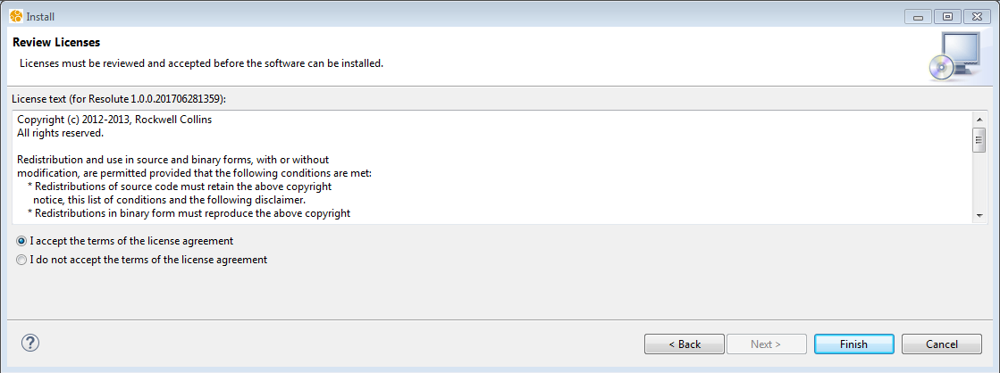 Install
Review Licenses
Licenses must be reviewed and accepted before the software can be installed.
License text (for Resolute 1.0.0.201706281359):
Copyright (c) 2012-2013, Rockwell Collins
All rights reserved.
Redistribution and use in source and binary forms, with or without
modification, are permitted provided that the following conditions are met:
* Redistributions of source code must retain the above copyright
notice, this list of conditions and the following disclaimer.
* Redistributions in binary form must reproduce the above copyright
I accept the terms of the license agreement
I do not accept the terms of the license agreement
? < Back Next > Finish Cancel